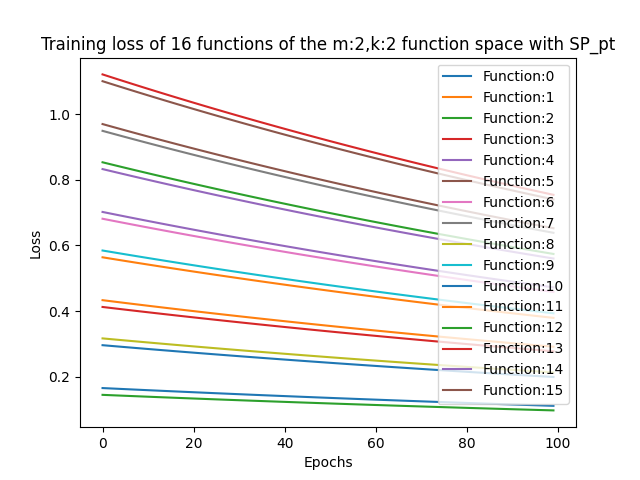 Training loss of 16 functions of the m:2,k:2 function space with SP_pt
Loss
1.0
0.8
0.6
0.4
0.2
0
20
40
60
80
100
Epochs
Function:0
Function:1
Function:2
Function:3
Function:4
Function:5
Function:6
Function:7
Function:8
Function:9
Function:10
Function:11
Function:12
Function:13
Function:14
Function:15